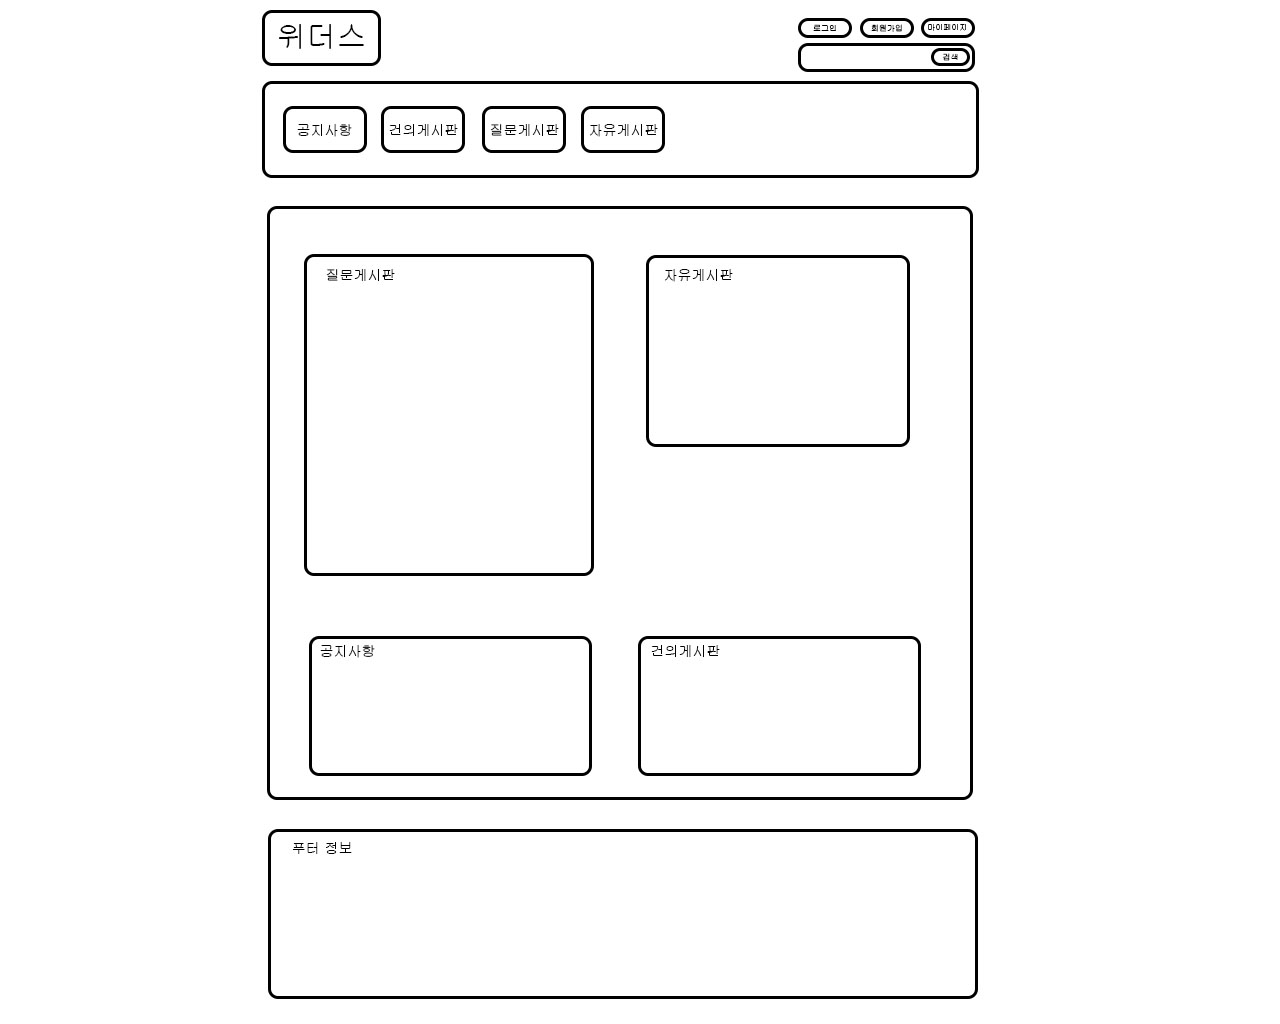 위더스
로그인 회원가입 마이페이지
검색
공지사항 건의게시판 질문게시판 자유게시판
질문게시판 자유게시판
공지사항 건의게시판
푸터 정보